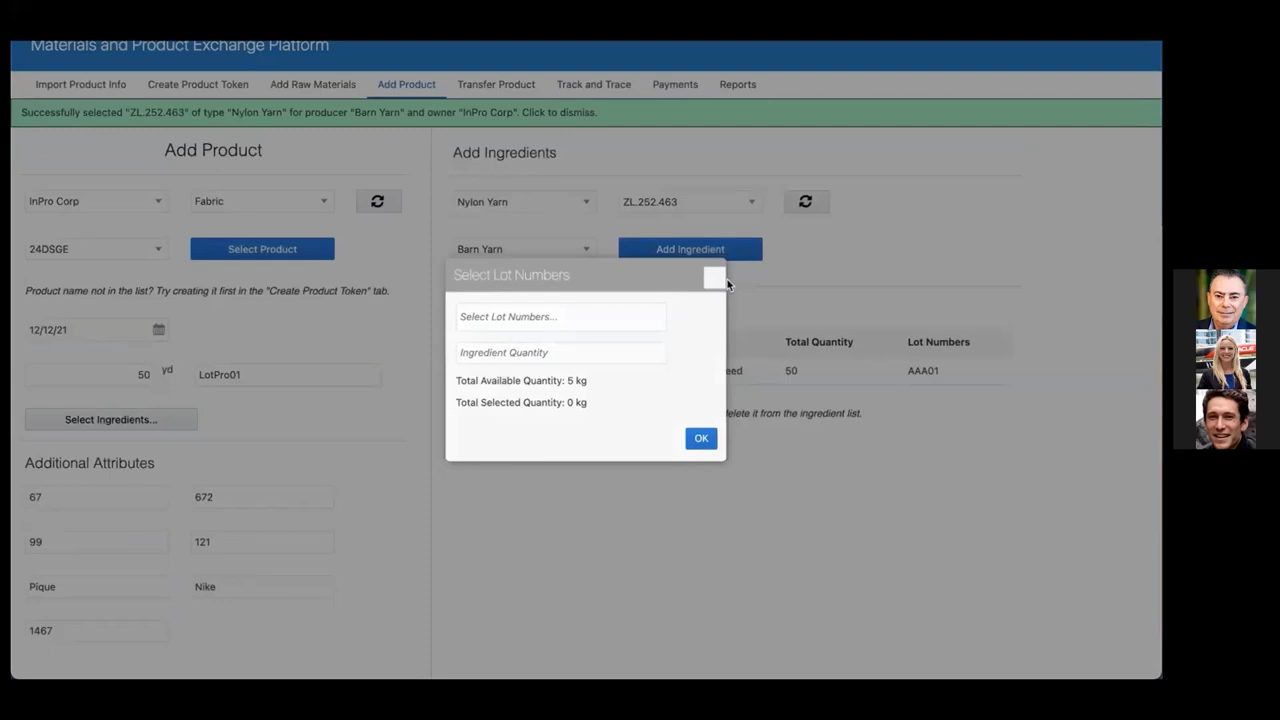 Materials and Product Exchange Platform
Import Product Info Create Product Token Add Raw Materials Add Product Transfer Product Track and Trace Payments Reports
Successfully selected "ZL.252.463" of type "Nylon Yarn" for producer "Barn Yarn" and owner "InPro Corp". Click to dismiss.
Add Product
InPro Corp Fabric
24DSGE Select Product
Product name not in the list? Try creating it first in the "Create Product Token" tab.
12/12/21
50 yd LotPro01
Select Ingredients...
Additional Attributes
67 672
99 121
Pique Nike
1467
Add Ingredients
Nylon Yarn ZL.252.463
Barn Yarn Add Ingredient
Total Quantity Lot Numbers
eed 50 AAA01
elete it from the ingredient list.
Select Lot Numbers
Select Lot Numbers...
Ingredient Quantity
Total Available Quantity: 5 kg
Total Selected Quantity: 0 kg
OK